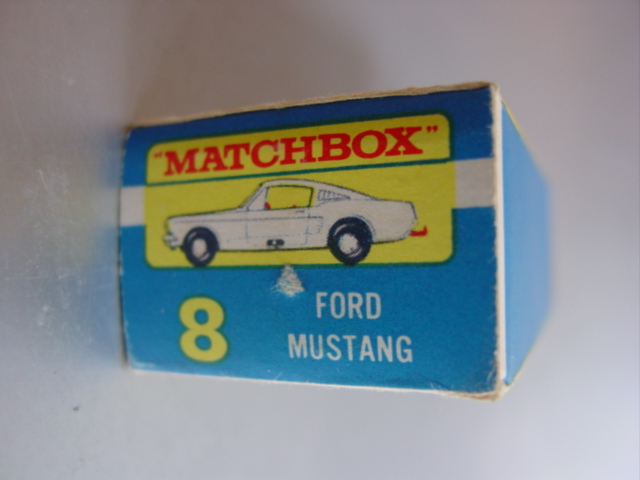 "MATCHBOX"
8
FORD
MUSTANG